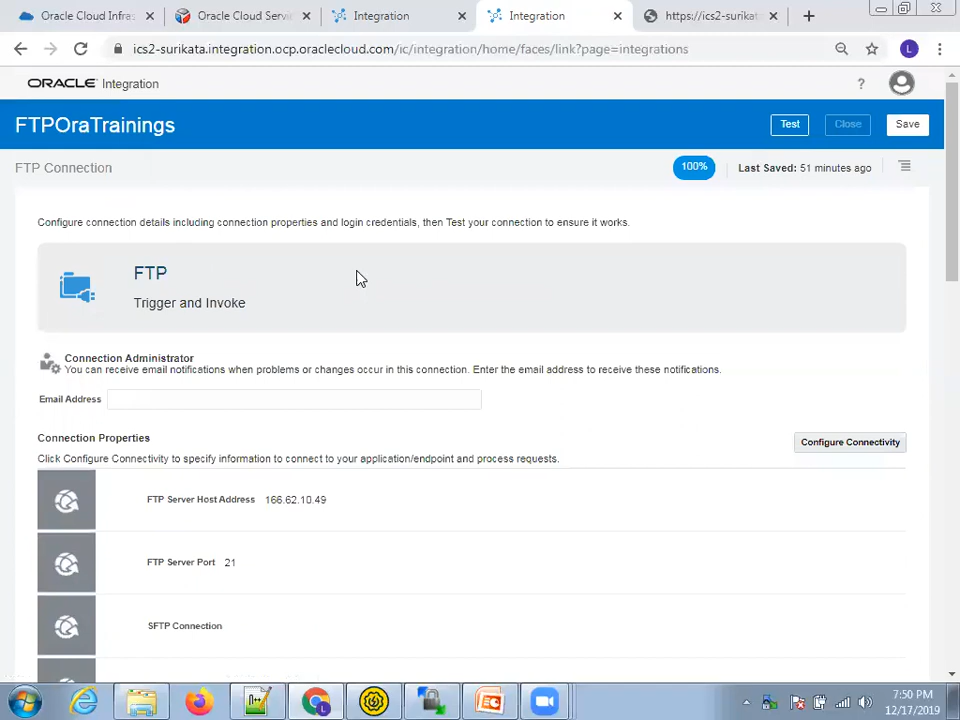 Oracle Cloud Infras
Oracle Cloud Servi
Integration
Integration
https://ics2-surikat
ics2-surikata.integration.ocp.oraclecloud.com/ic/integration/home/faces/link?page=integrations
L
ORACLE Integration
?
FTPOraTrainings
Test
Close
Save
FTP Connection
100%
Last Saved: 51 minutes ago
Configure connection details including connection properties and login credentials, then Test your connection to ensure it works.
FTP
Trigger and Invoke
Connection Administrator
You can receive email notifications when problems or changes occur in this connection. Enter the email address to receive these notifications.
Email Address
Connection Properties
Configure Connectivity
Click Configure Connectivity to specify information to connect to your application/endpoint and process requests.
FTP Server Host Address 166.62.10.49
FTP Server Port 21
SFTP Connection
7:50 PM
12/17/2019